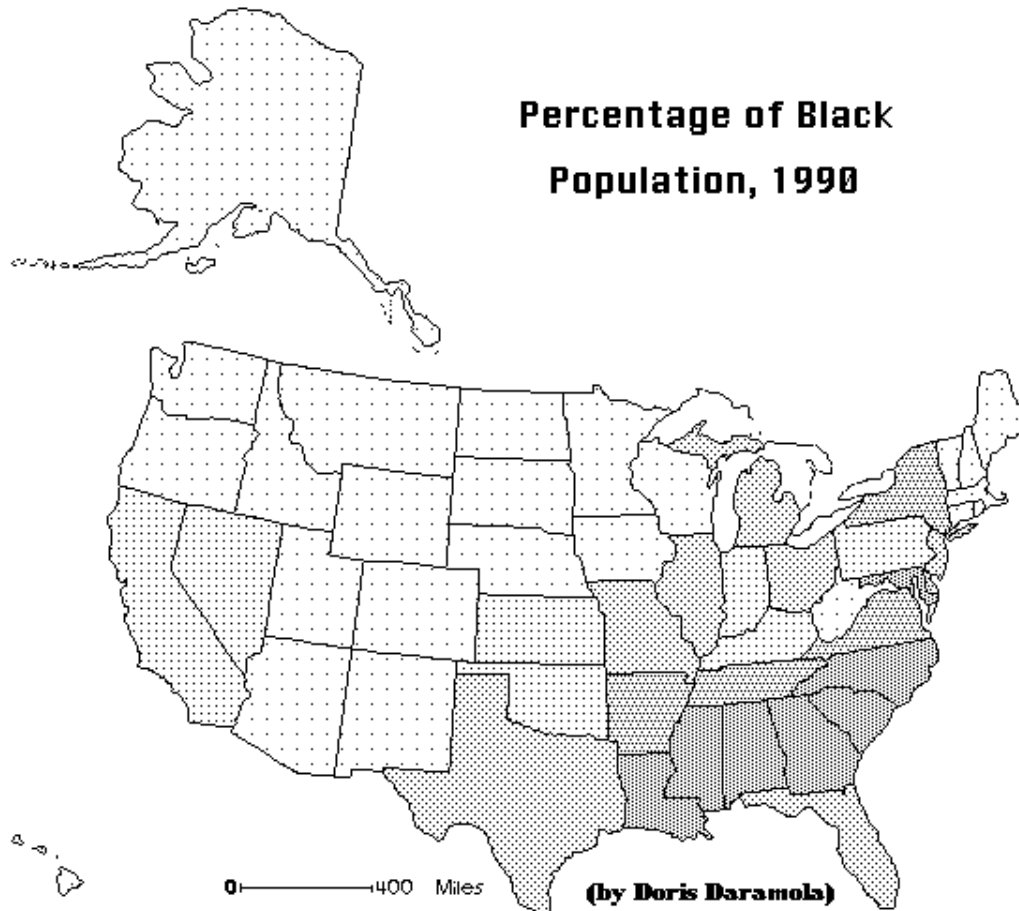 Percentage of Black
Population, 1990
0 400 Miles
(by Doris Daramola)